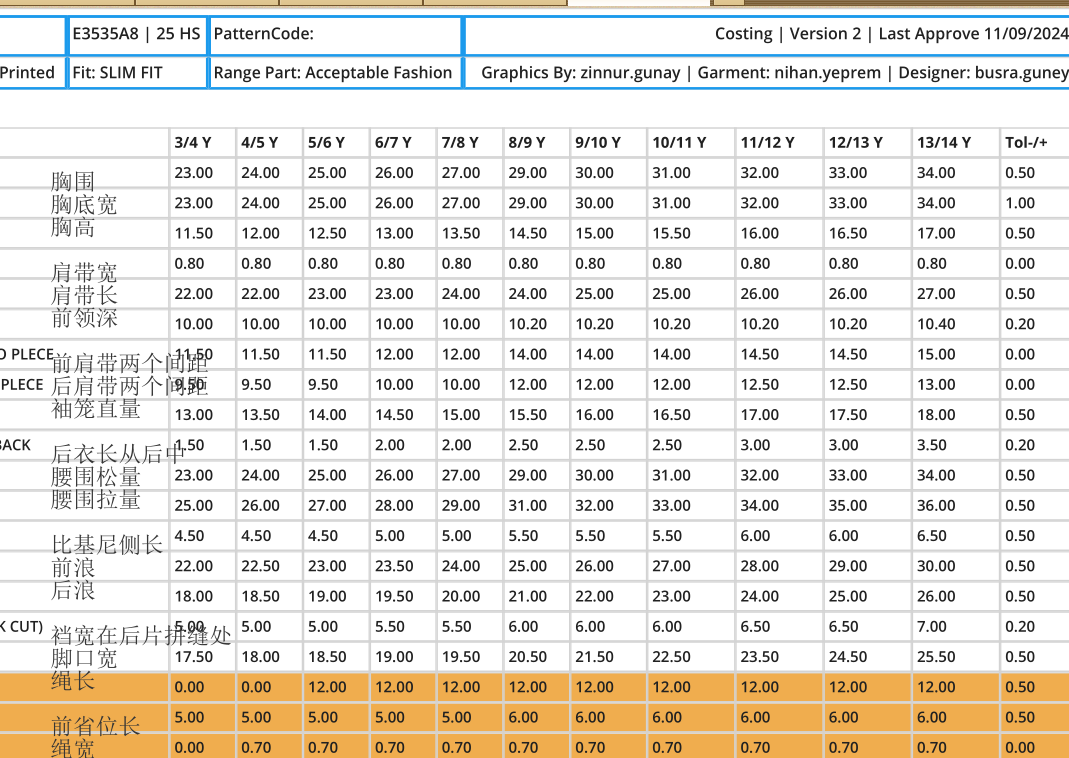 E3535A8 | 25 HS PatternCode: Costing | Version 2 | Last Approve 11/09/2024
Printed Fit: SLIM FIT Range Part: Acceptable Fashion Graphics By: zinnur.gunay | Garment: nihan.yeprem | Designer: busra.guney
3/4 Y 4/5 Y 5/6 Y 6/7 Y 7/8 Y 8/9 Y 9/10 Y 10/11 Y 11/12 Y 12/13 Y 13/14 Y Tol-/+
胸围 23.00 24.00 25.00 26.00 27.00 29.00 30.00 31.00 32.00 33.00 34.00 0.50
胸底宽 23.00 24.00 25.00 26.00 27.00 29.00 30.00 31.00 32.00 33.00 34.00 1.00
胸高 11.50 12.00 12.50 13.00 13.50 14.50 15.00 15.50 16.00 16.50 17.00 0.50
肩带宽 0.80 0.80 0.80 0.80 0.80 0.80 0.80 0.80 0.80 0.80 0.80 0.00
肩带长 22.00 22.00 23.00 23.00 24.00 24.00 25.00 25.00 26.00 26.00 27.00 0.50
前领深 10.00 10.00 10.00 10.00 10.00 10.20 10.20 10.20 10.20 10.20 10.40 0.20
O PLECE 前肩带两个间距 11.50 11.50 11.50 12.00 12.00 14.00 14.00 14.00 14.50 14.50 15.00 0.00
PLECE 后肩带两个间距 9.50 9.50 9.50 10.00 10.00 12.00 12.00 12.00 12.50 12.50 13.00 0.00
袖笼直量 13.00 13.50 14.00 14.50 15.00 15.50 16.00 16.50 17.00 17.50 18.00 0.50
BACK 后衣长从后中 1.50 1.50 1.50 2.00 2.00 2.50 2.50 2.50 3.00 3.00 3.50 0.20
腰围松量 23.00 24.00 25.00 26.00 27.00 29.00 30.00 31.00 32.00 33.00 34.00 0.50
腰围拉量 25.00 26.00 27.00 28.00 29.00 31.00 32.00 33.00 34.00 35.00 36.00 0.50
比基尼侧长 4.50 4.50 4.50 5.00 5.00 5.50 5.50 5.50 6.00 6.00 6.50 0.50
前浪 22.00 22.50 23.00 23.50 24.00 25.00 26.00 27.00 28.00 29.00 30.00 0.50
后浪 18.00 18.50 19.00 19.50 20.00 21.00 22.00 23.00 24.00 25.00 26.00 0.50
K CUT) 裆宽在后片拼缝处 5.00 5.00 5.00 5.50 5.50 6.00 6.00 6.00 6.50 6.50 7.00 0.20
脚口宽 17.50 18.00 18.50 19.00 19.50 20.50 21.50 22.50 23.50 24.50 25.50 0.50
绳长 0.00 0.00 12.00 12.00 12.00 12.00 12.00 12.00 12.00 12.00 12.00 0.50
前省位长 5.00 5.00 5.00 5.00 5.00 6.00 6.00 6.00 6.00 6.00 6.00 0.50
绳宽 0.00 0.70 0.70 0.70 0.70 0.70 0.70 0.70 0.70 0.70 0.70 0.00